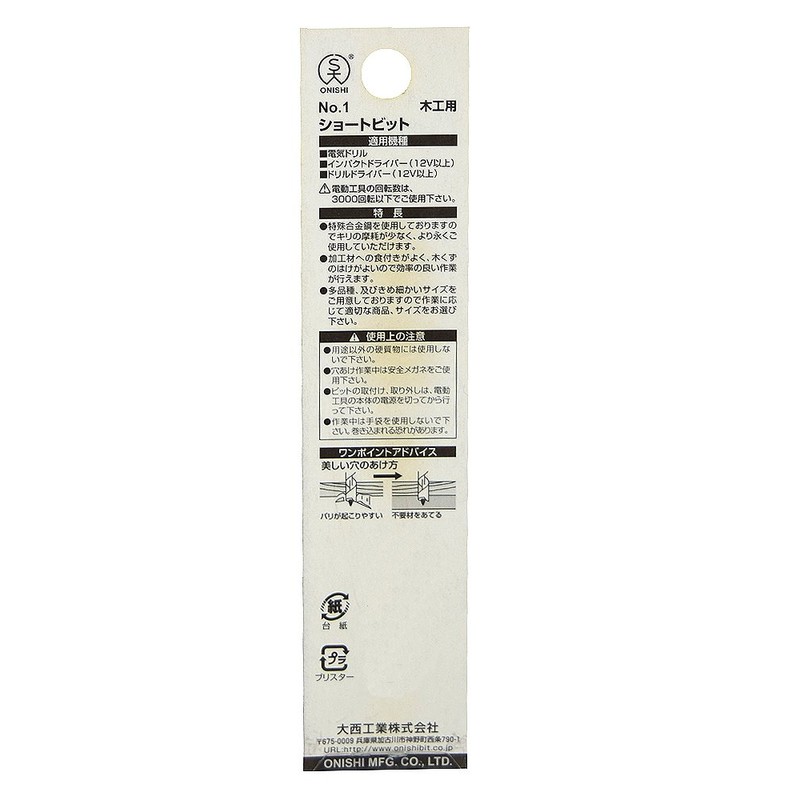 S大®
ONISHI
No.1 木工用
ショートビット
適用機種
■電気ドリル
■インパクトドライバー(12V以上)
■ドリルドライバー(12V以上)
⚠電動工具の回転数は、
3000回転以下でご使用下さい。
特長
●特殊合金鋼を使用しておりますの
でキリの摩耗が少なく、より永くご
使用していただけます。
●加工材への食付きがよく、木くず
のはけがよいので効率の良い作業
が行えます。
●多品種、及びきめ細かいサイズを
ご用意しておりますので作業に応
じて適切な商品、サイズをお選び
下さい。
⚠ 使用上の注意
●用途以外の硬質物には使用しな
いで下さい。
●穴あけ作業中は安全メガネをご使
用下さい。
●ビットの取付け、取り外しは、電動
工具の本体の電源を切ってから行
って下さい。
●作業中は手袋を使用しないで下
さい。巻き込まれる恐れがあります。
ワンポイントアドバイス
美しい穴のあけ方
バリが起こりやすい 不要材をあてる
紙
台紙
プラ
ブリスター
大西工業株式会社
〒675-0009 兵庫県加古川市神野町西条790-1
URL:http://www.onishibit.co.jp
ONISHI MFG. CO., LTD.